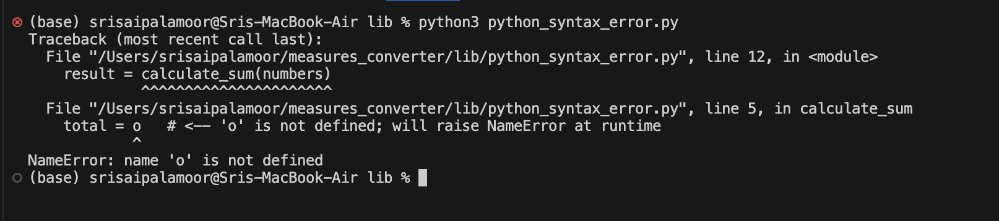 (base) srisaipalamoor@Sris-MacBook-Air lib % python3 python_syntax_error.py
Traceback (most recent call last):
  File "/Users/srisaipalamoor/measures_converter/lib/python_syntax_error.py", line 12, in <module>
    result = calculate_sum(numbers)
             ^^^^^^^^^^^^^^^^^^^^^^
  File "/Users/srisaipalamoor/measures_converter/lib/python_syntax_error.py", line 5, in calculate_sum
    total = o   # <-- 'o' is not defined; will raise NameError at runtime
            ^
NameError: name 'o' is not defined
(base) srisaipalamoor@Sris-MacBook-Air lib %